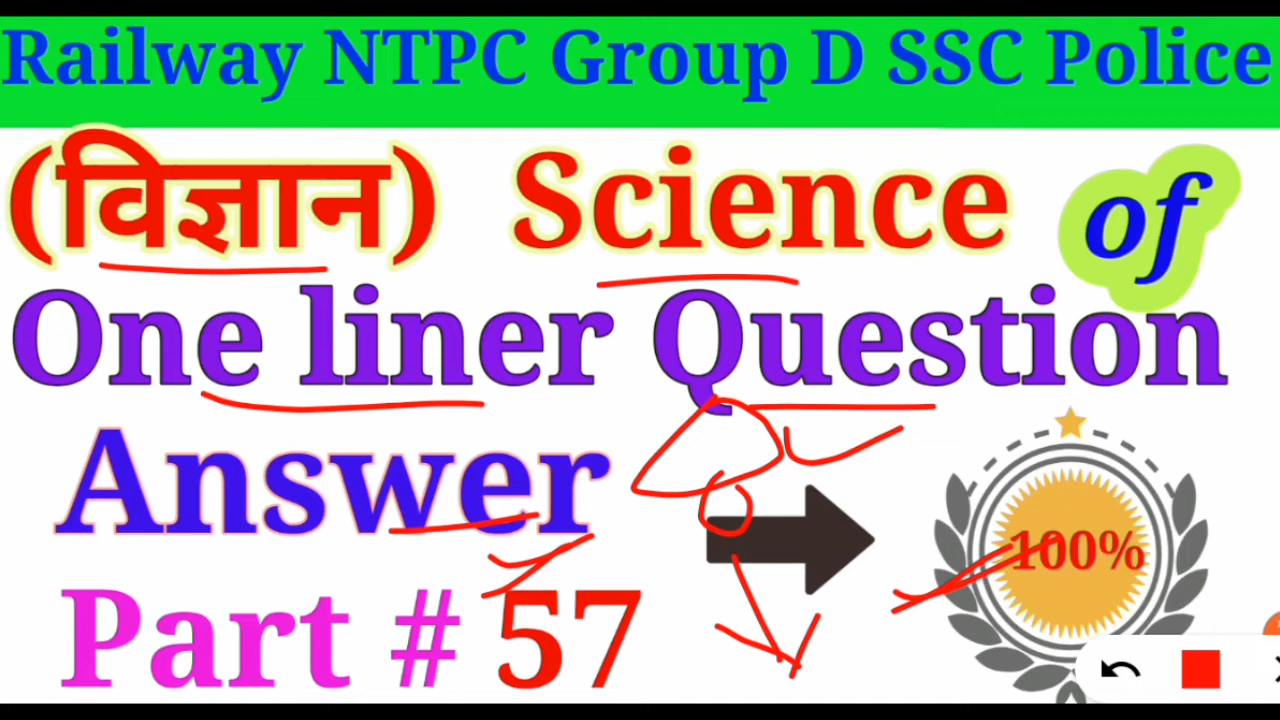 Railway NTPC Group D SSC Police
(विज्ञान) Science of
One liner Question
Answer
100%
Part # 57